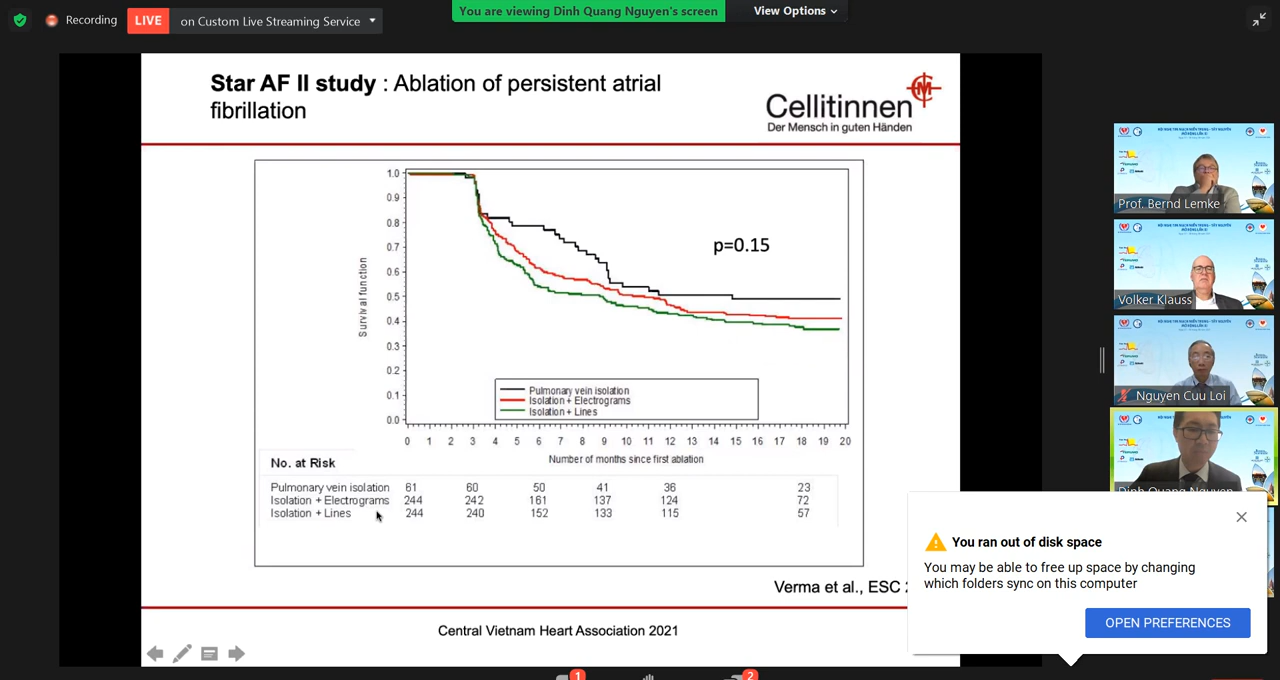 Recording
LIVE
on Custom Live Streaming Service
You are viewing Dinh Quang Nguyen's screen
View Options
Star AF II study : Ablation of persistent atrial
fibrillation
Cellitinnen
Der Mensch in guten Händen
1.0
0.9
0.8
0.7
0.6
0.5
0.4
0.3
0.2
0.1
0.0
Survival function
p=0.15
Pulmonary vein isolation
Isolation + Electrograms
Isolation + Lines
0 1 2 3 4 5 6 7 8 9 10 11 12 13 14 15 16 17 18 19 20
Number of months since first ablation
No. at Risk
Pulmonary vein isolation 61 60 50 41 36 23
Isolation + Electrograms 244 242 161 137 124 72
Isolation + Lines 244 240 152 133 115 57
Verma et al., ESC
Central Vietnam Heart Association 2021
Prof. Bernd Lemke
Volker Klauss
Nguyen Cuu Loi
Dinh Quang Nguyen
You ran out of disk space
You may be able to free up space by changing
which folders sync on this computer
OPEN PREFERENCES
1
2